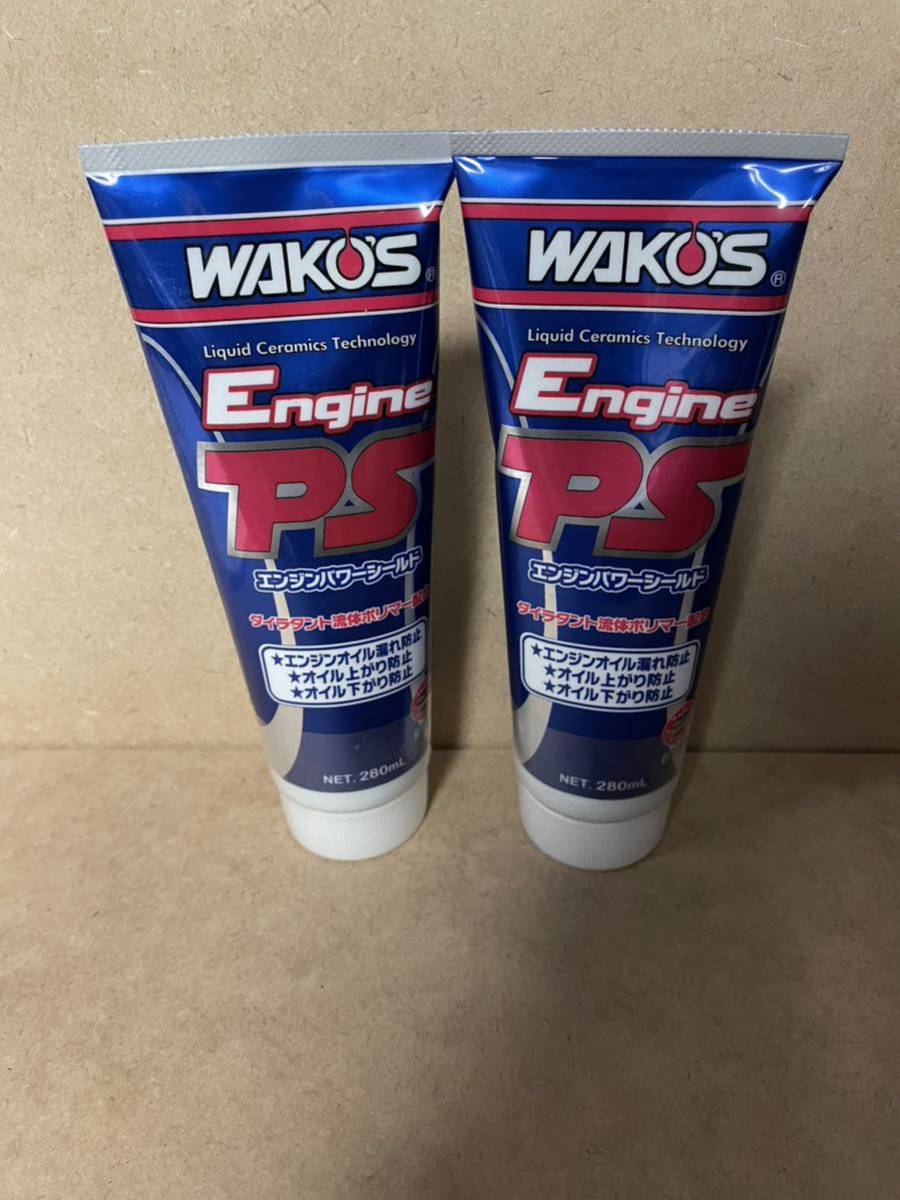 WAKO'S®
Liquid Ceramics Technology
Engine
PS
エンジンパワーシールド
ダイラタント流体ポリマー配合
★エンジンオイル漏れ防止
★オイル上がり防止
★オイル下がり防止
NET. 280mL
WAKO'S®
Liquid Ceramics Technology
Engine
PS
エンジンパワーシールド
ダイラタント流体ポリマー配合
★エンジンオイル漏れ防止
★オイル上がり防止
★オイル下がり防止
NET. 280mL